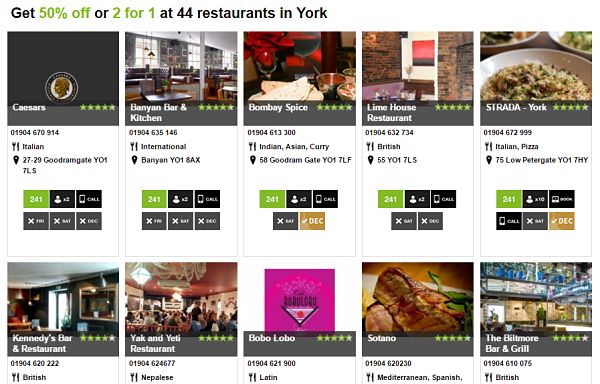 Get 50% off or 2 for 1 at 44 restaurants in York
Caesars
01904 670 914
Italian
27-29 Goodramgate YO1
7LS
241 x2 CALL
FRI SAT DEC
Banyan Bar &
Kitchen
01904 635 146
International
Banyan YO1 8AX
241 x2 CALL
FRI SAT DEC
Bombay Spice
01904 613 300
Indian, Asian, Curry
58 Goodram Gate YO1 7LF
241 x2 CALL
SAT DEC
Lime House
Restaurant
01904 632 734
British
55 YO1 7LS
241 x2 CALL
FRI SAT DEC
STRADA - York
01904 672 999
Italian, Pizza
75 Low Petergate YO1 7HY
241 x10 BOOK
CALL SAT DEC
Kennedy's Bar
& Restaurant
01904 620 222
British
Yak and Yeti
Restaurant
01904 624677
Nepalese
BOBOLOBO
Bobo Lobo
01904 621 900
Latin
Sotano
01904 620230
Mediterranean, Spanish,
The Biltmore
Bar & Grill
01904 610 075
British